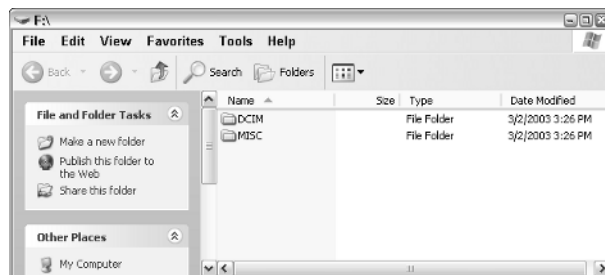 F:\
File Edit View Favorites Tools Help
Back Search Folders
Name Size Type Date Modified
File and Folder Tasks
DCIM File Folder 3/2/2003 3:26 PM
MISC File Folder 3/2/2003 3:26 PM
Make a new folder
Publish this folder to
the Web
Share this folder
Other Places
My Computer